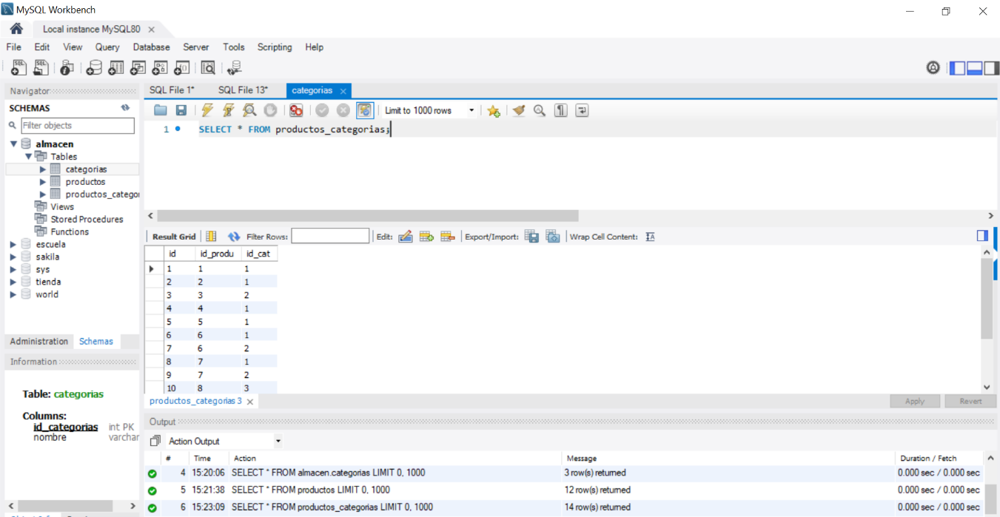 MySQL Workbench
Local instance MySQL80
File Edit View Query Database Server Tools Scripting Help
Navigator
SCHEMAS
Filter objects
almacen
Tables
categorias
productos
productos_categor
Views
Stored Procedures
Functions
escuela
sakila
sys
tienda
world
Administration Schemas
Information
Table: categorias
Columns:
id_categorias int PK
nombre varchar
SQL File 1* SQL File 13* categorias
Limit to 1000 rows
1 SELECT * FROM productos_categorias;
Result Grid Filter Rows: Edit: Export/Import: Wrap Cell Content:
id id_produ id_cat
1 1 1
2 2 1
3 3 2
4 4 1
5 5 1
6 6 1
7 6 2
8 7 1
9 7 2
10 8 3
productos_categorias 3
Apply Revert
Output
Action Output
# Time Action Message Duration / Fetch
4 15:20:06 SELECT * FROM almacen.categorias LIMIT 0, 1000 3 row(s) returned 0.000 sec / 0.000 sec
5 15:21:38 SELECT * FROM productos LIMIT 0, 1000 12 row(s) returned 0.000 sec / 0.000 sec
6 15:23:09 SELECT * FROM productos_categorias LIMIT 0, 1000 14 row(s) returned 0.000 sec / 0.000 sec